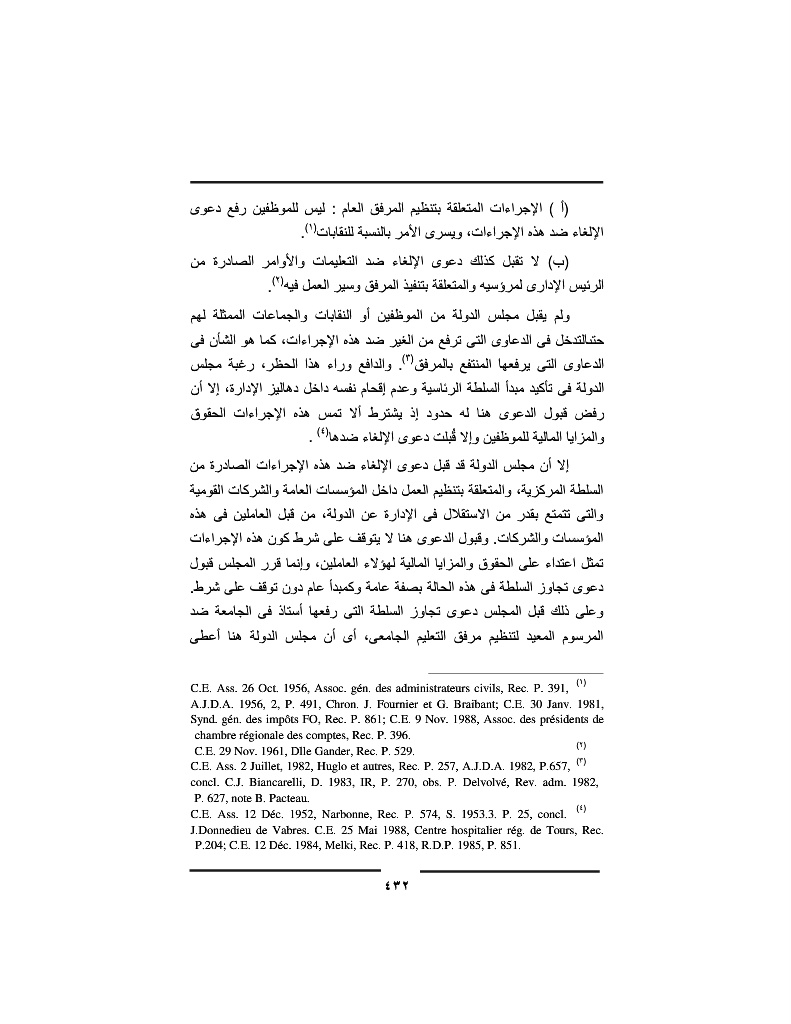 (أ ) الإجراءات المتعلقة بتنظيم المرفق العام : ليس للموظفين رفع دعوى
الإلغاء ضد هذه الإجراءات، ويسرى الأمر بالنسبة للنقابات(١).
(ب) لا تقبل كذلك دعوى الإلغاء ضد التعليمات والأوامر الصادرة من
الرئيس الإدارى لمرؤسيه والمتعلقة بتنفيذ المرفق وسير العمل فيه(٢).
ولم يقبل مجلس الدولة من الموظفين أو النقابات والجماعات الممثلة لهم
حتىالتدخل فى الدعاوى التى ترفع من الغير ضد هذه الإجراءات، كما هو الشأن فى
الدعاوى التى يرفعها المنتفع بالمرفق(٣). والدافع وراء هذا الحظر، رغبة مجلس
الدولة فى تأكيد مبدأ السلطة الرئاسية وعدم إقحام نفسه داخل دهاليز الإدارة، إلا أن
رفض قبول الدعوى هنا له حدود إذ يشترط ألا تمس هذه الإجراءات الحقوق
والمزايا المالية للموظفين وإلا قُبلت دعوى الإلغاء ضدها(٤) .
إلا أن مجلس الدولة قد قبل دعوى الإلغاء ضد هذه الإجراءات الصادرة من
السلطة المركزية، والمتعلقة بتنظيم العمل داخل المؤسسات العامة والشركات القومية
والتى تتمتع بقدر من الاستقلال فى الإدارة عن الدولة، من قبل العاملين فى هذه
المؤسسات والشركات. وقبول الدعوى هنا لا يتوقف على شرط كون هذه الإجراءات
تمثل اعتداء على الحقوق والمزايا المالية لهؤلاء العاملين، وإنما قرر المجلس قبول
دعوى تجاوز السلطة فى هذه الحالة بصفة عامة وكمبدأ عام دون توقف على شرط.
وعلى ذلك قبل المجلس دعوى تجاوز السلطة التى رفعها أستاذ فى الجامعة ضد
المرسوم المعيد لتنظيم مرفق التعليم الجامعى، أى أن مجلس الدولة هنا أعطى
C.E. Ass. 26 Oct. 1956, Assoc. gén. des administrateurs civils, Rec. P. 391, (١)
A.J.D.A. 1956, 2, P. 491, Chron. J. Fournier et G. Braibant; C.E. 30 Janv. 1981,
Synd. gén. des impôts FO, Rec. P. 861; C.E. 9 Nov. 1988, Assoc. des présidents de
chambre régionale des comptes, Rec. P. 396.
C.E. 29 Nov. 1961, Dlle Gander, Rec. P. 529. (٢)
C.E. Ass. 2 Juillet, 1982, Huglo et autres, Rec. P. 257, A.J.D.A. 1982, P.657, (٣)
concl. C.J. Biancarelli, D. 1983, IR, P. 270, obs. P. Delvolvé, Rev. adm. 1982,
P. 627, note B. Pacteau.
C.E. Ass. 12 Déc. 1952, Narbonne, Rec. P. 574, S. 1953.3. P. 25, concl. (٤)
J.Donnedieu de Vabres. C.E. 25 Mai 1988, Centre hospitalier rég. de Tours, Rec.
P.204; C.E. 12 Déc. 1984, Melki, Rec. P. 418, R.D.P. 1985, P. 851.
٤٣٢